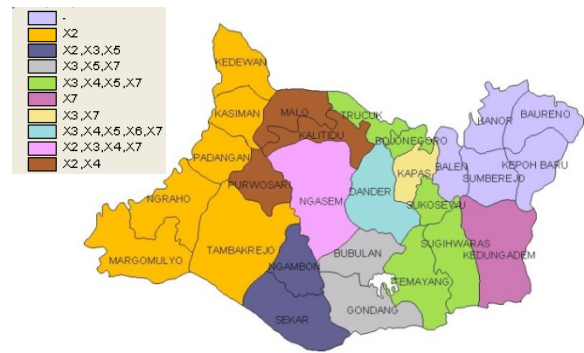 -
X2
X2,X3,X5
X3,X5,X7
X3,X4,X5,X7
X7
X3,X7
X3,X4,X5,X6,X7
X2,X3,X4,X7
X2,X4
KEDEWAN
KASIMAN
MALO
TRUCUK
KANOR
BAURENO
KALITIDU
BOJONEGORO
PADANGAN
BALEN
KEPOH BARU
KAPAS
SUMBEREJO
PURWOSARI
NGASEM
DANDER
NGRAHO
SUKOSEWU
TAMBAKREJO
BUBULAN
SUGIHWARAS
KEDUNGADEM
MARGOMULYO
NGAMBON
TEMAYANG
SEKAR
GONDANG